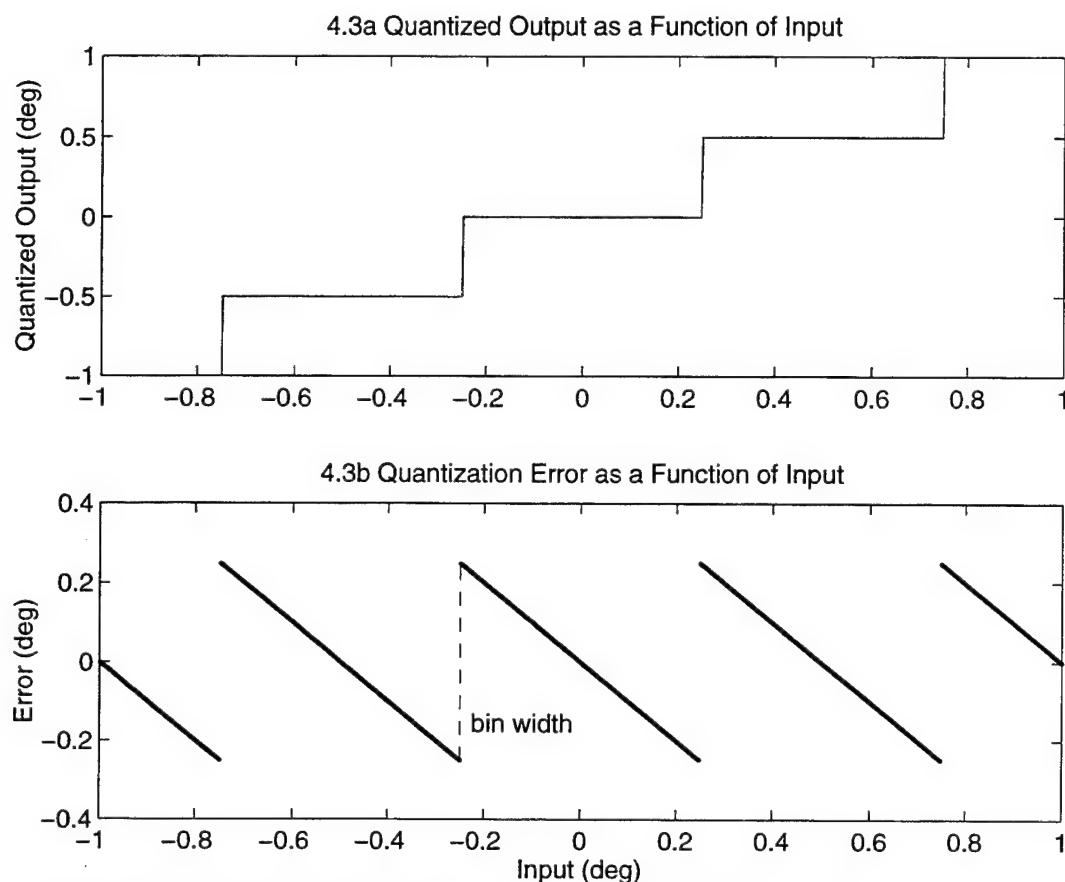 4.3a Quantized Output as a Function of Input
Quantized Output (deg)
1
0.5
0
−0.5
−1
−1 −0.8 −0.6 −0.4 −0.2 0 0.2 0.4 0.6 0.8 1
4.3b Quantization Error as a Function of Input
Error (deg)
0.4
0.2
0
−0.2
−0.4
bin width
−1 −0.8 −0.6 −0.4 −0.2 0 0.2 0.4 0.6 0.8 1
Input (deg)